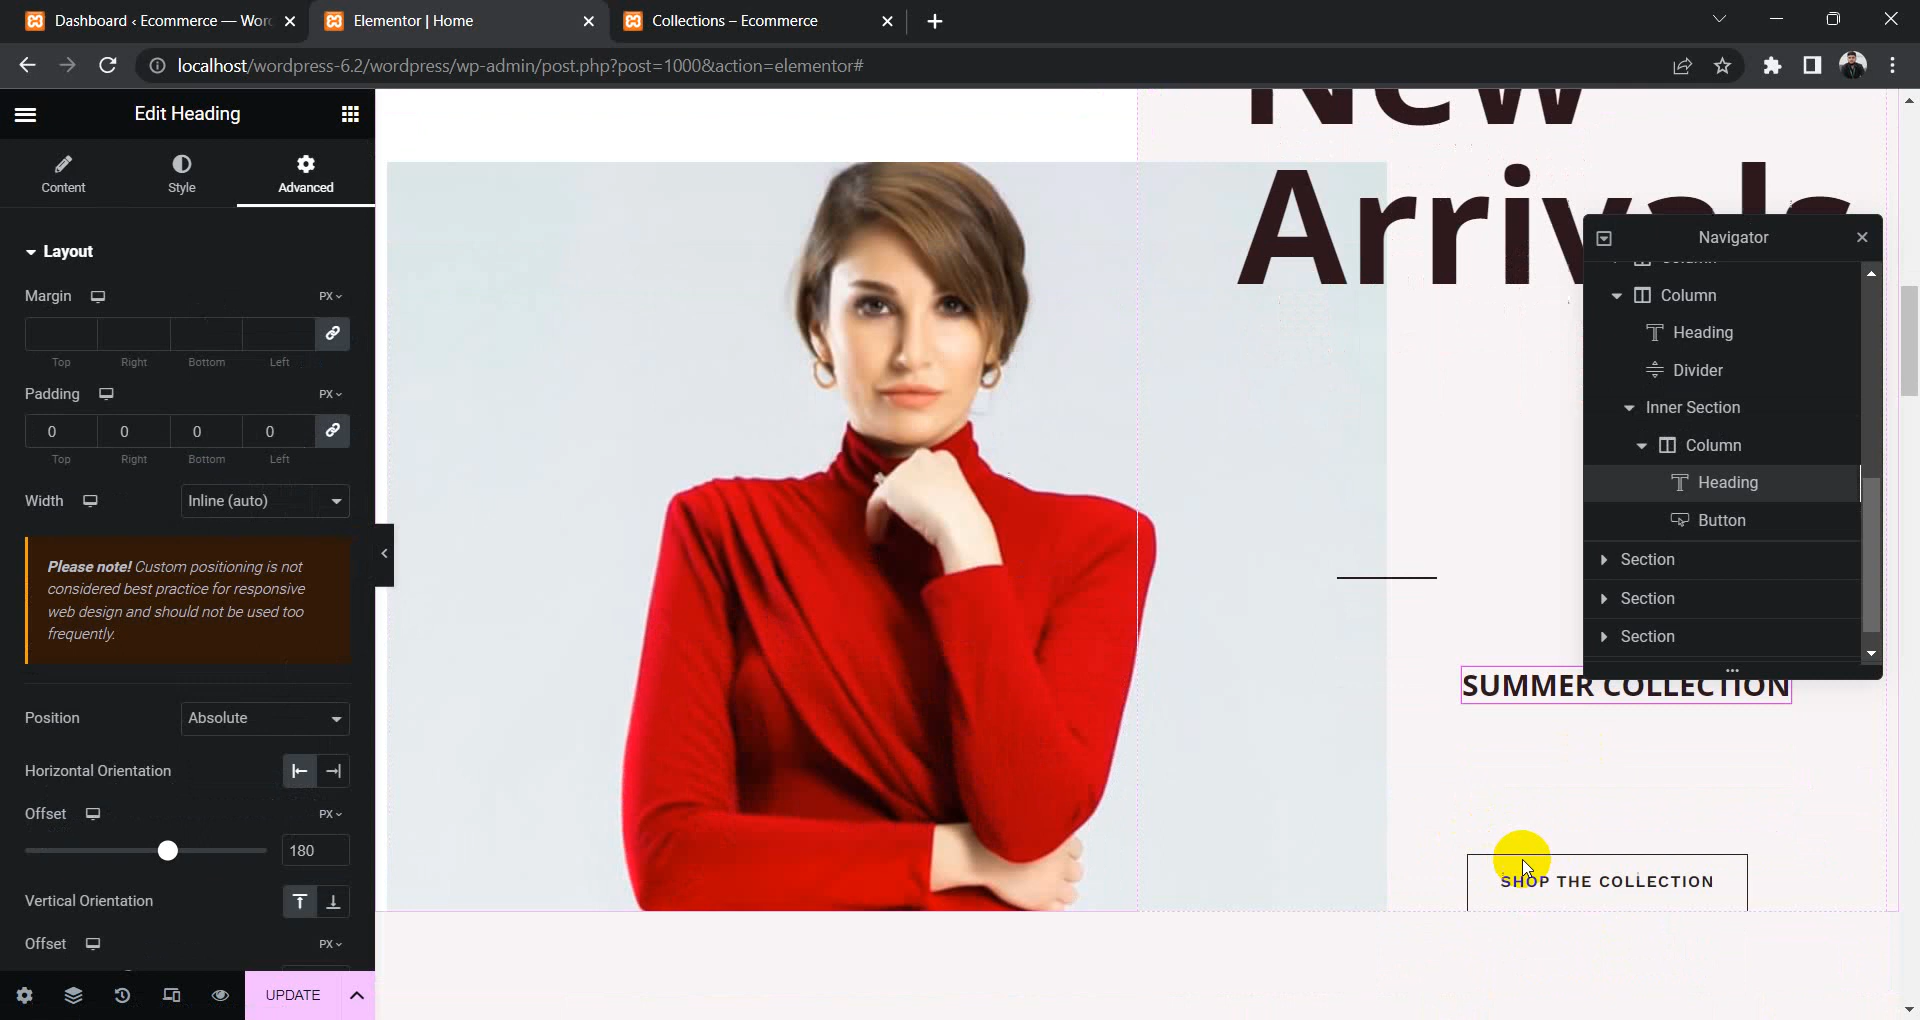 Dashboard ‹ Ecommerce — Wor
Elementor | Home
Collections – Ecommerce
localhost/wordpress-6.2/wordpress/wp-admin/post.php?post=1000&action=elementor#
Edit Heading
Content
Style
Advanced
Layout
Margin
PX
Top
Right
Bottom
Left
Padding
PX
0
0
0
0
Top
Right
Bottom
Left
Width
Inline (auto)
Please note! Custom positioning is not
considered best practice for responsive
web design and should not be used too
frequently.
Position
Absolute
Horizontal Orientation
Offset
PX
180
Vertical Orientation
Offset
PX
UPDATE
New
Arrivals
SUMMER COLLECTION
SHOP THE COLLECTION
Navigator
Column
Column
Heading
Divider
Inner Section
Column
Heading
Button
Section
Section
Section